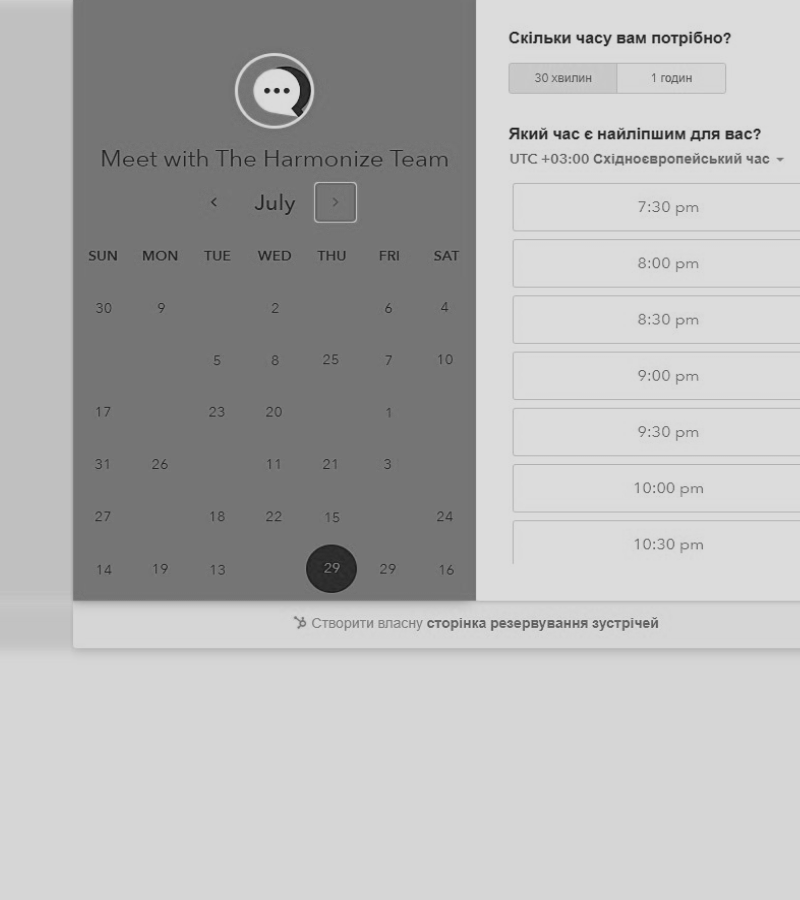 Meet with The Harmonize Team
July
SUN MON TUE WED THU FRI SAT
30 9 2 6 4
5 8 25 7 10
17 23 20 1
31 26 11 21 3
27 18 22 15 24
14 19 13 29 29 16
Скільки часу вам потрібно?
30 хвилин 1 годин
Який час є найліпшим для вас?
UTC +03:00 Східноєвропейський час
7:30 pm
8:00 pm
8:30 pm
9:00 pm
9:30 pm
10:00 pm
10:30 pm
Створити власну сторінка резервування зустрічей